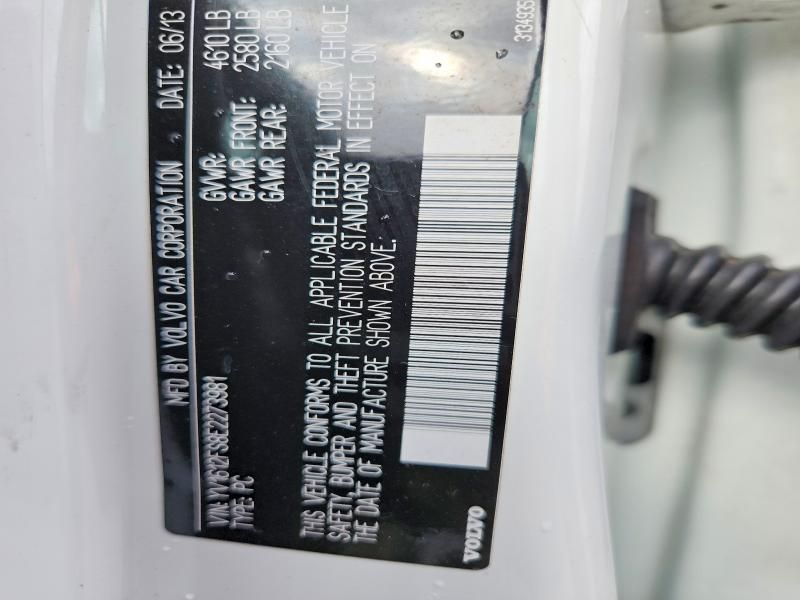 MFD BY VOLVO CAR CORPORATION DATE: 06/13
VIN: YV1612FS8E2273981 GVWR: 4610 LB
TYPE: PC GAWR FRONT: 2580 LB
GAWR REAR: 2160 LB
THIS VEHICLE CONFORMS TO ALL APPLICABLE FEDERAL MOTOR VEHICLE
SAFETY, BUMPER AND THEFT PREVENTION STANDARDS IN EFFECT ON
THE DATE OF MANUFACTURE SHOWN ABOVE.
VOLVO